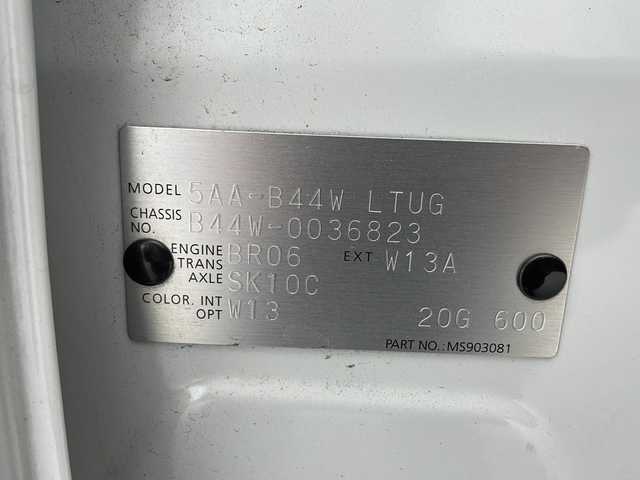 MODEL 5AA-B44W LTUG
CHASSIS NO. B44W-0036823
ENGINE BR06 EXT W13A
TRANS AXLE SK10C
COLOR. INT W13
OPT 20G 600
PART NO.: MS903081